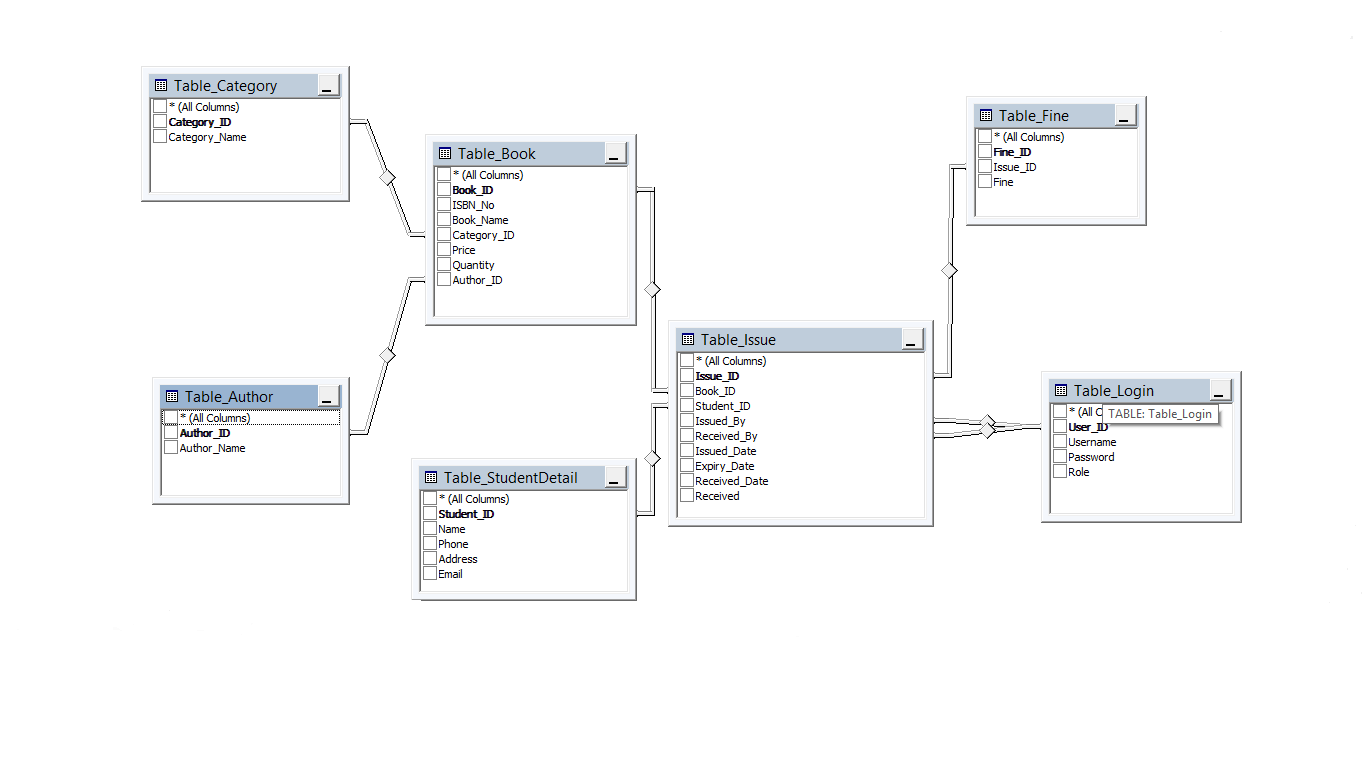 Table_Category
* (All Columns)
Category_ID
Category_Name
Table_Book
* (All Columns)
Book_ID
ISBN_No
Book_Name
Category_ID
Price
Quantity
Author_ID
Table_Author
* (All Columns)
Author_ID
Author_Name
Table_StudentDetail
* (All Columns)
Student_ID
Name
Phone
Address
Email
Table_Issue
* (All Columns)
Issue_ID
Book_ID
Student_ID
Issued_By
Received_By
Issued_Date
Expiry_Date
Received_Date
Received
Table_Fine
* (All Columns)
Fine_ID
Issue_ID
Fine
Table_Login
* (All C
TABLE: Table_Login
User_ID
Username
Password
Role